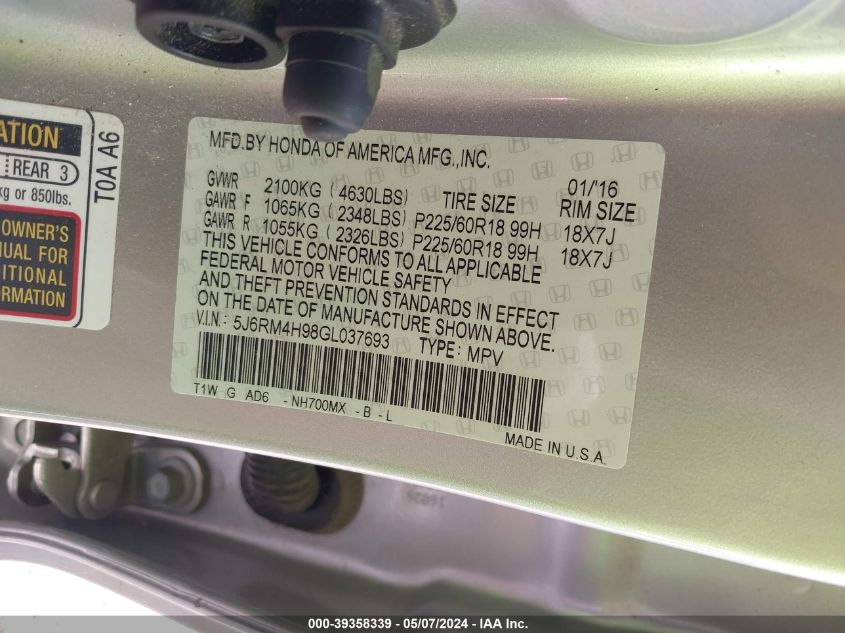 ATION
REAR 3
kg or 850lbs.
OWNER'S
NUAL FOR
DITIONAL
ORMATION
T0A A6
MFD.BY HONDA OF AMERICA MFG.,INC.
01/'16
GVWR 2100KG (4630LBS) TIRE SIZE RIM SIZE
GAWR F 1065KG (2348LBS) P225/60R18 99H 18X7J
GAWR R 1055KG (2326LBS) P225/60R18 99H 18X7J
THIS VEHICLE CONFORMS TO ALL APPLICABLE
FEDERAL MOTOR VEHICLE SAFETY
AND THEFT PREVENTION STANDARDS IN EFFECT
ON THE DATE OF MANUFACTURE SHOWN ABOVE.
V.I.N.: 5J6RM4H98GL037693 TYPE: MPV
T1W G AD6 -NH700MX -B-L
MADE IN U.S.A.
000-39358339 - 05/07/2024 - IAA Inc.